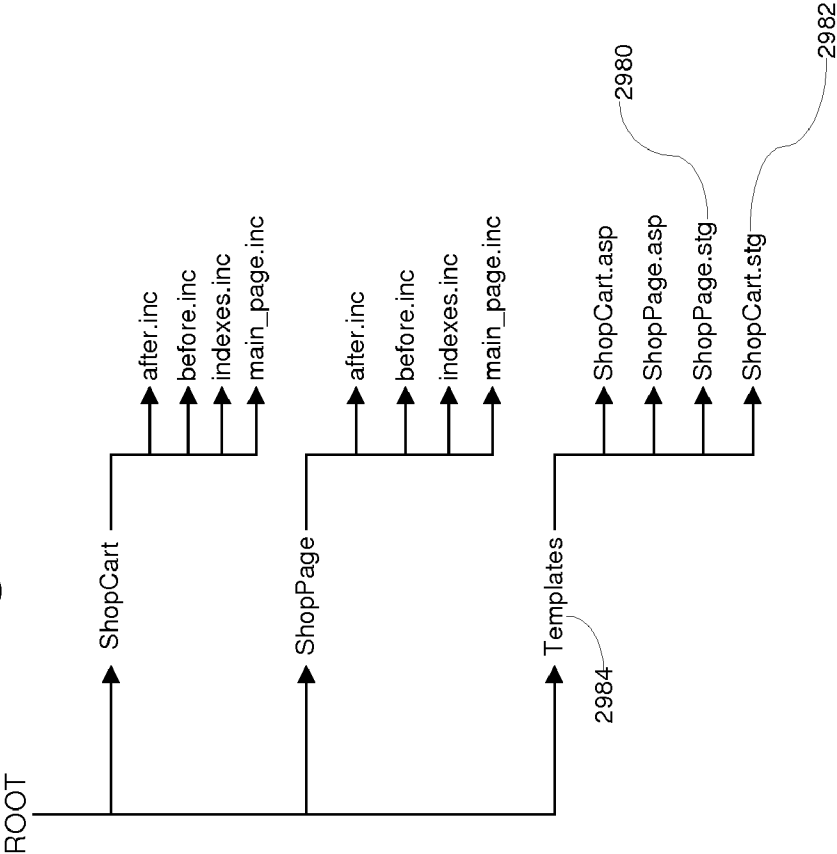 ROOT
ShopCart
after.inc
before.inc
indexes.inc
main_page.inc
ShopPage
after.inc
before.inc
indexes.inc
main_page.inc
Templates
2984
ShopCart.asp
ShopPage.asp
ShopPage.stg
2980
ShopCart.stg
2982